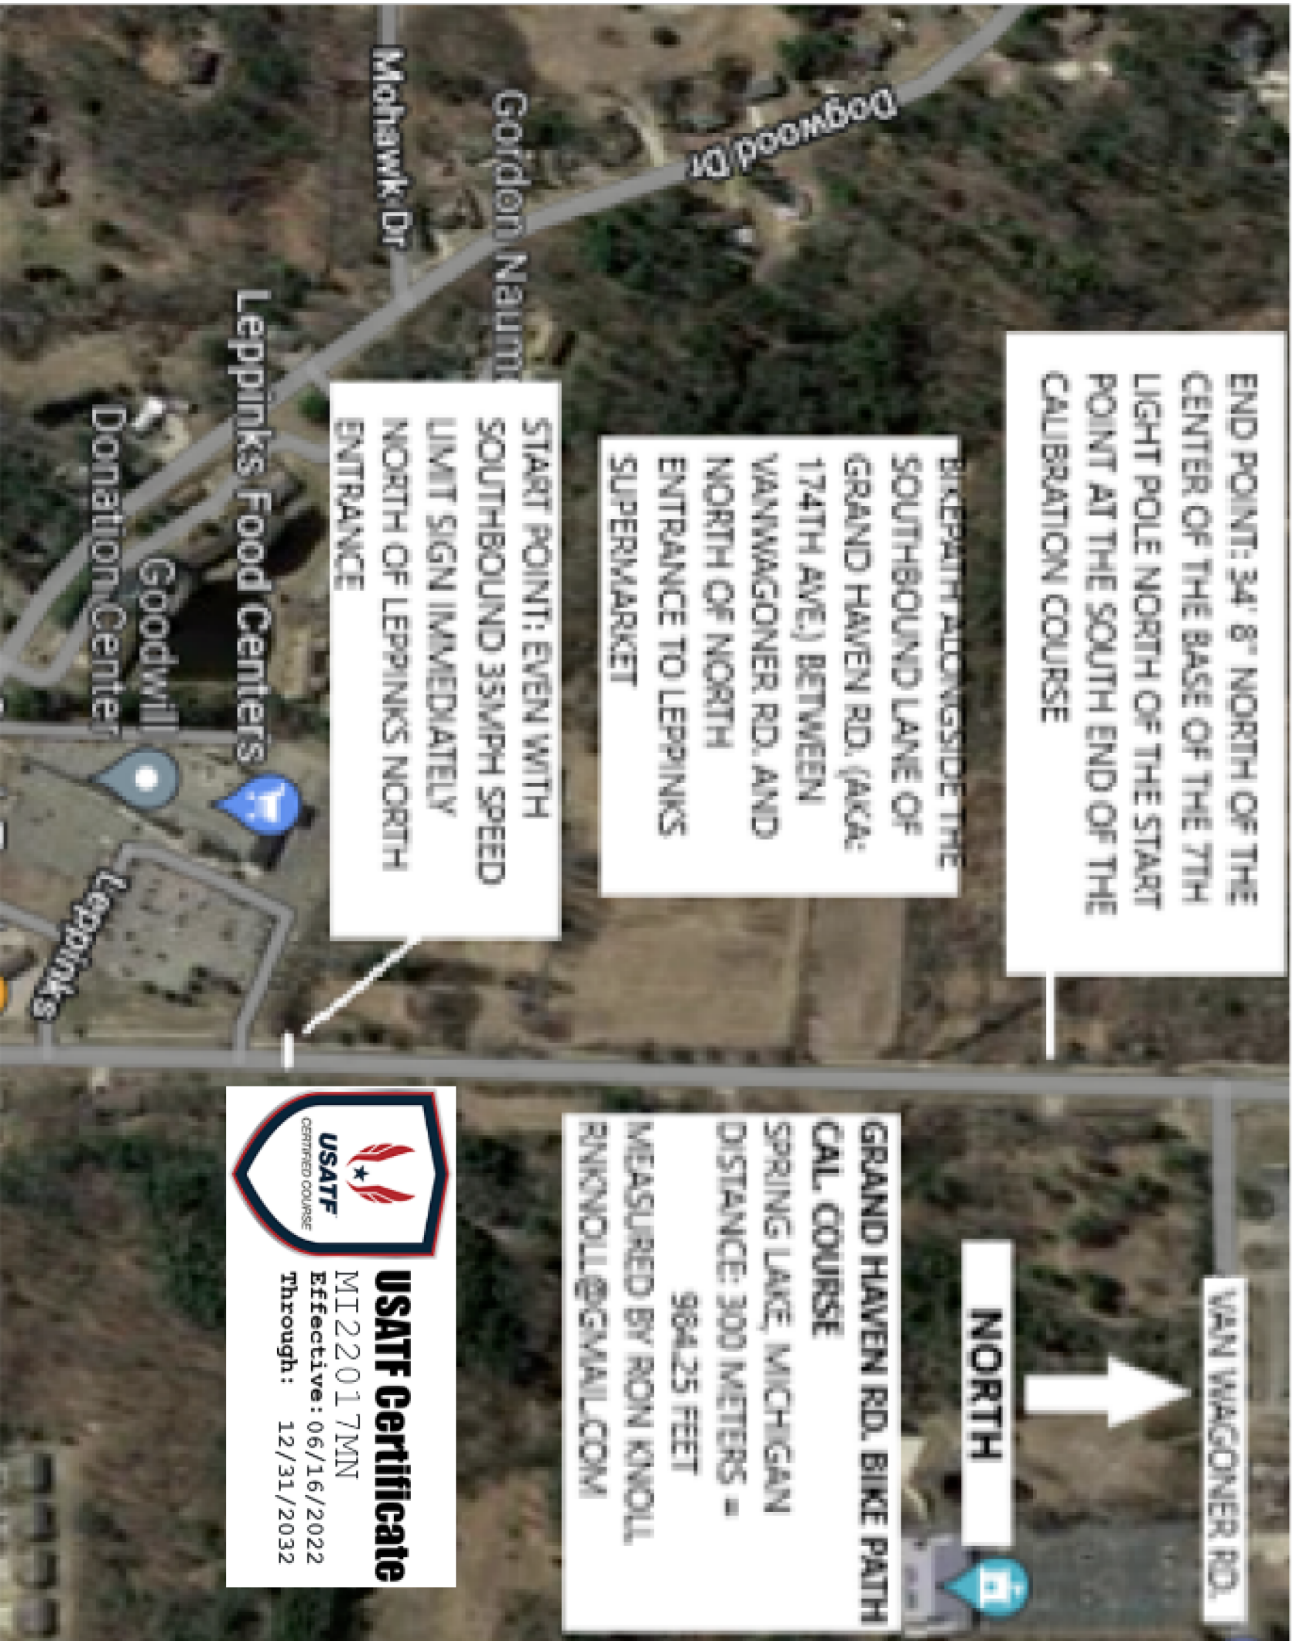 END POINT: 34' 8" NORTH OF THE
CENTER OF THE BASE OF THE 7TH
LIGHT POLE NORTH OF THE START
POINT AT THE SOUTH END OF THE
CALIBRATION COURSE
BIKEPATH ALONGSIDE THE
SOUTHBOUND LANE OF
GRAND HAVEN RD. (AKA:
174TH AVE.) BETWEEN
VANWAGONER RD. AND
NORTH OF NORTH
ENTRANCE TO LEPPINKS
SUPERMARKET
START POINT: EVEN WITH
SOUTHBOUND 35MPH SPEED
LIMIT SIGN IMMEDIATELY
NORTH OF LEPPINKS NORTH
ENTRANCE
Dogwood Dr
Gordon Naum
Mohawk Dr
Leppinks Food Centers
Goodwill
Donation Center
Leppinks
VAN WAGONER RD.
NORTH
GRAND HAVEN RD. BIKE PATH
CAL COURSE
SPRING LAKE, MICHIGAN
DISTANCE: 300 METERS =
984.25 FEET
MEASURED BY RON KNOLL
RNKNOLL@GMAIL.COM
USATF
CERTIFIED COURSE
USATF Certificate
MI22017MN
Effective: 06/16/2022
Through: 12/31/2032